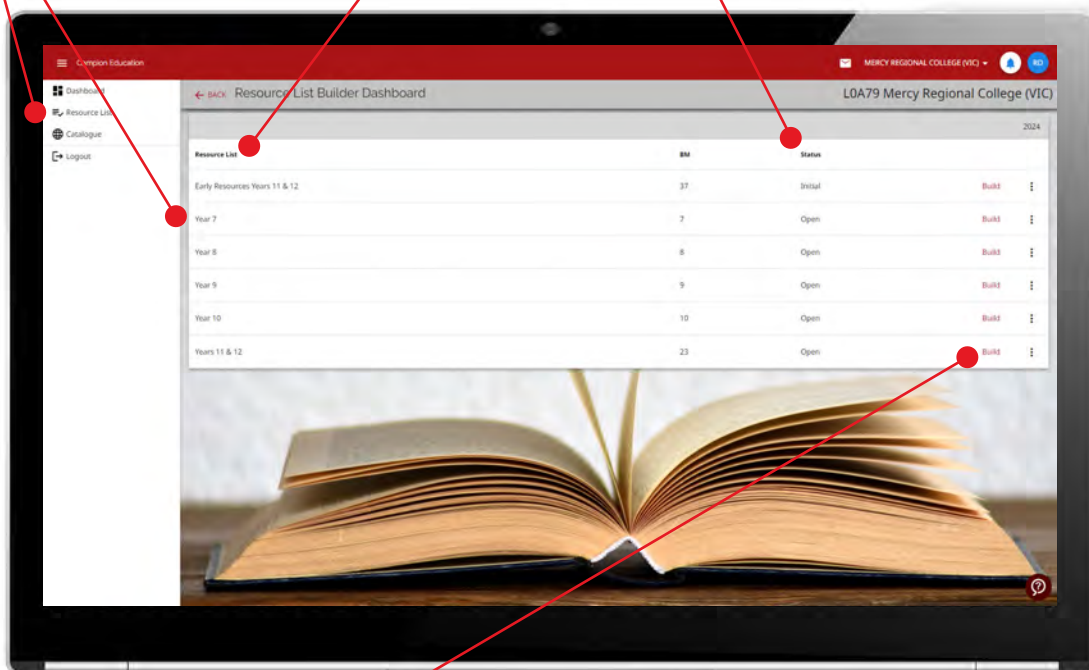 Campion Education
MERCY REGIONAL COLLEGE (VIC)
RD
Dashboard
Resource List
Catalogue
Logout
BACK Resource List Builder Dashboard
L0A79 Mercy Regional College (VIC)
2024
Resource List BM Status
Early Resources Years 11 & 12 37 Initial Build
Year 7 7 Open Build
Year 8 8 Open Build
Year 9 9 Open Build
Year 10 10 Open Build
Years 11 & 12 23 Open Build